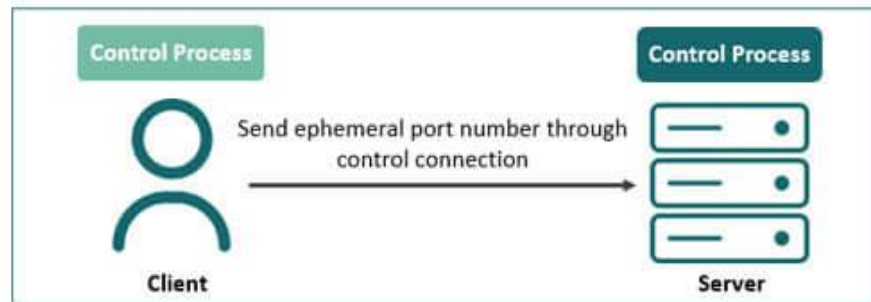 Control Process
Control Process
Send ephemeral port number through
control connection
Client
Server